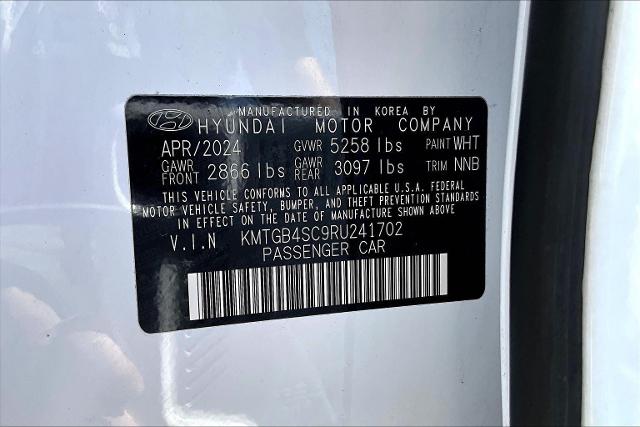 MANUFACTURED IN KOREA BY
HYUNDAI MOTOR COMPANY
APR/2024 GVWR 5258 lbs PAINT WHT
GAWR FRONT 2866 lbs GAWR REAR 3097 lbs TRIM NNB
THIS VEHICLE CONFORMS TO ALL APPLICABLE U.S.A. FEDERAL
MOTOR VEHICLE SAFETY, BUMPER, AND THEFT PREVENTION STANDARDS
IN EFFECT ON THE DATE OF MANUFACTURE SHOWN ABOVE.
V.I.N KMTGB4SC9RU241702
PASSENGER CAR